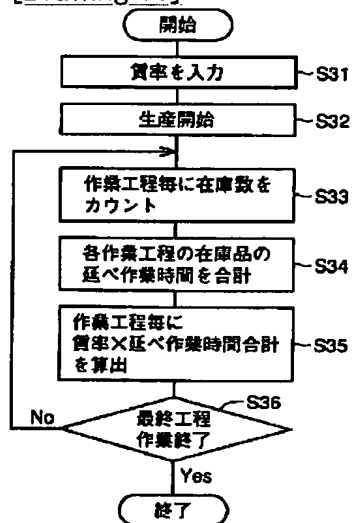 開始
賃率を入力
S31
生産開始
S32
作業工程毎に在庫数を
カウント
S33
各作業工程の在庫品の
延べ作業時間を合計
S34
作業工程毎に
賃率×延べ作業時間合計
を算出
S35
S36
最終工程
作業終了
No
Yes
終了